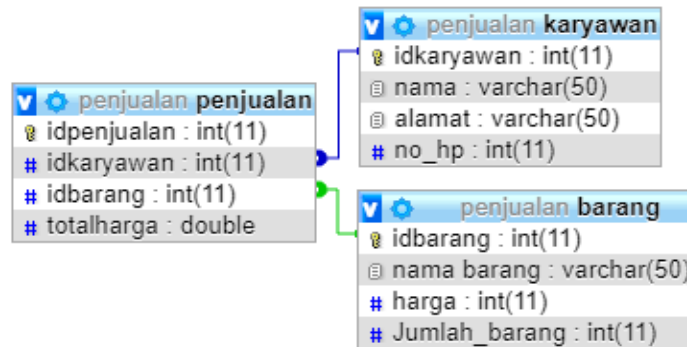 penjualan penjualan
idpenjualan : int(11)
# idkaryawan : int(11)
# idbarang : int(11)
# totalharga : double
penjualan karyawan
idkaryawan : int(11)
nama : varchar(50)
alamat : varchar(50)
# no_hp : int(11)
penjualan barang
idbarang : int(11)
nama barang : varchar(50)
# harga : int(11)
# Jumlah_barang : int(11)